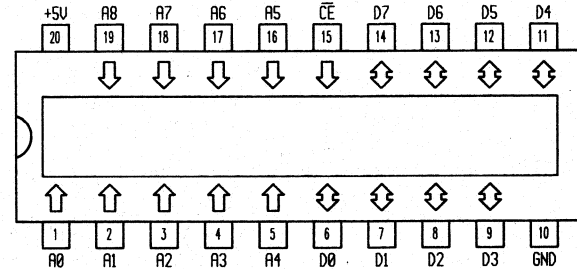 +5V A8 A7 A6 A5 C̅E̅ D7 D6 D5 D4
20 19 18 17 16 15 14 13 12 11
1 2 3 4 5 6 7 8 9 10
A0 A1 A2 A3 A4 D0 D1 D2 D3 GND